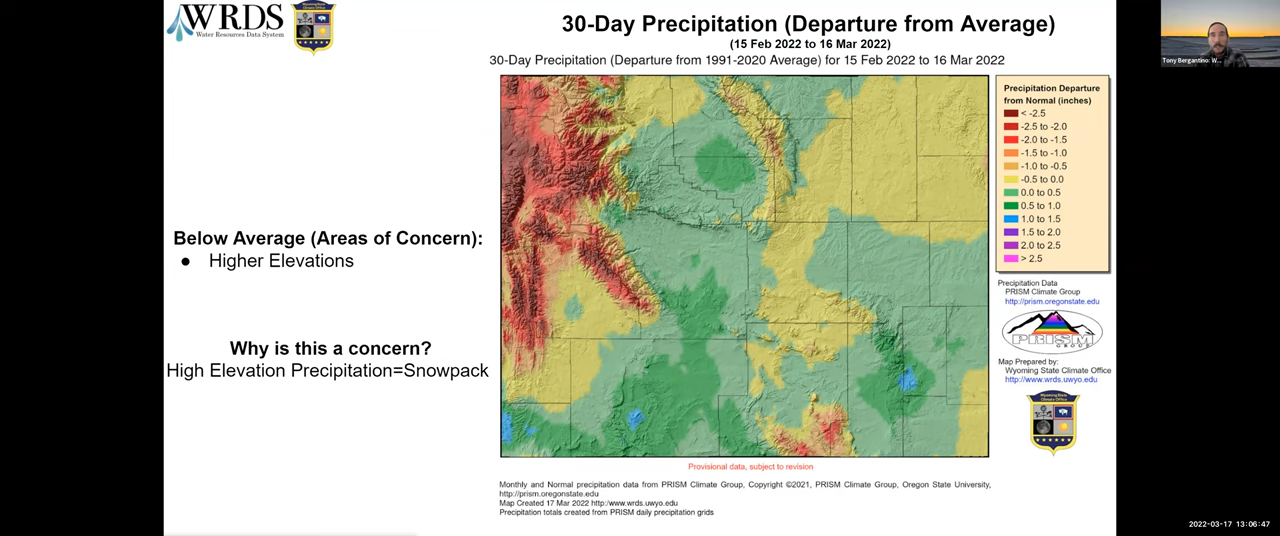 WRDS
Water Resources Data System
30-Day Precipitation (Departure from Average)
(15 Feb 2022 to 16 Mar 2022)
30-Day Precipitation (Departure from 1991-2020 Average) for 15 Feb 2022 to 16 Mar 2022
Tony Bergantino: W...
Precipitation Departure
from Normal (inches)
< -2.5
-2.5 to -2.0
-2.0 to -1.5
-1.5 to -1.0
-1.0 to -0.5
-0.5 to 0.0
0.0 to 0.5
0.5 to 1.0
1.0 to 1.5
1.5 to 2.0
2.0 to 2.5
> 2.5
Below Average (Areas of Concern):
● Higher Elevations
Why is this a concern?
High Elevation Precipitation=Snowpack
Precipitation Data
PRISM Climate Group
http://prism.oregonstate.edu
PRISM
GROUP
Map Prepared by:
Wyoming State Climate Office
http://www.wrds.uwyo.edu
Provisional data, subject to revision
Monthly and Normal precipitation data from PRISM Climate Group, Copyright ©2021, PRISM Climate Group, Oregon State University,
http://prism.oregonstate.edu
Map Created 17 Mar 2022 http:/www.wrds.uwyo.edu
Precipitation totals created from PRISM daily precipitation grids
2022-03-17 13:06:47